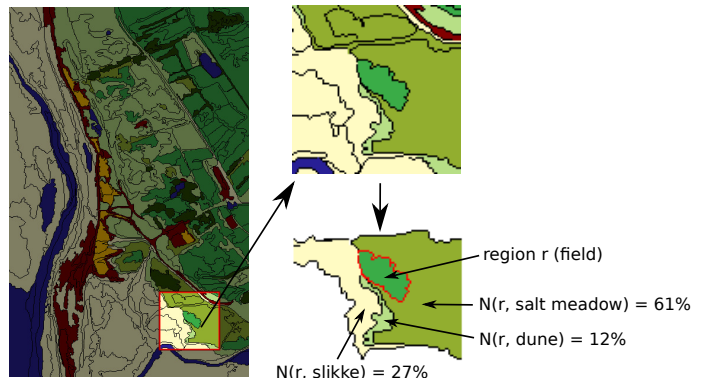 region r (field)
N(r, salt meadow) = 61%
N(r, dune) = 12%
N(r, slikke) = 27%